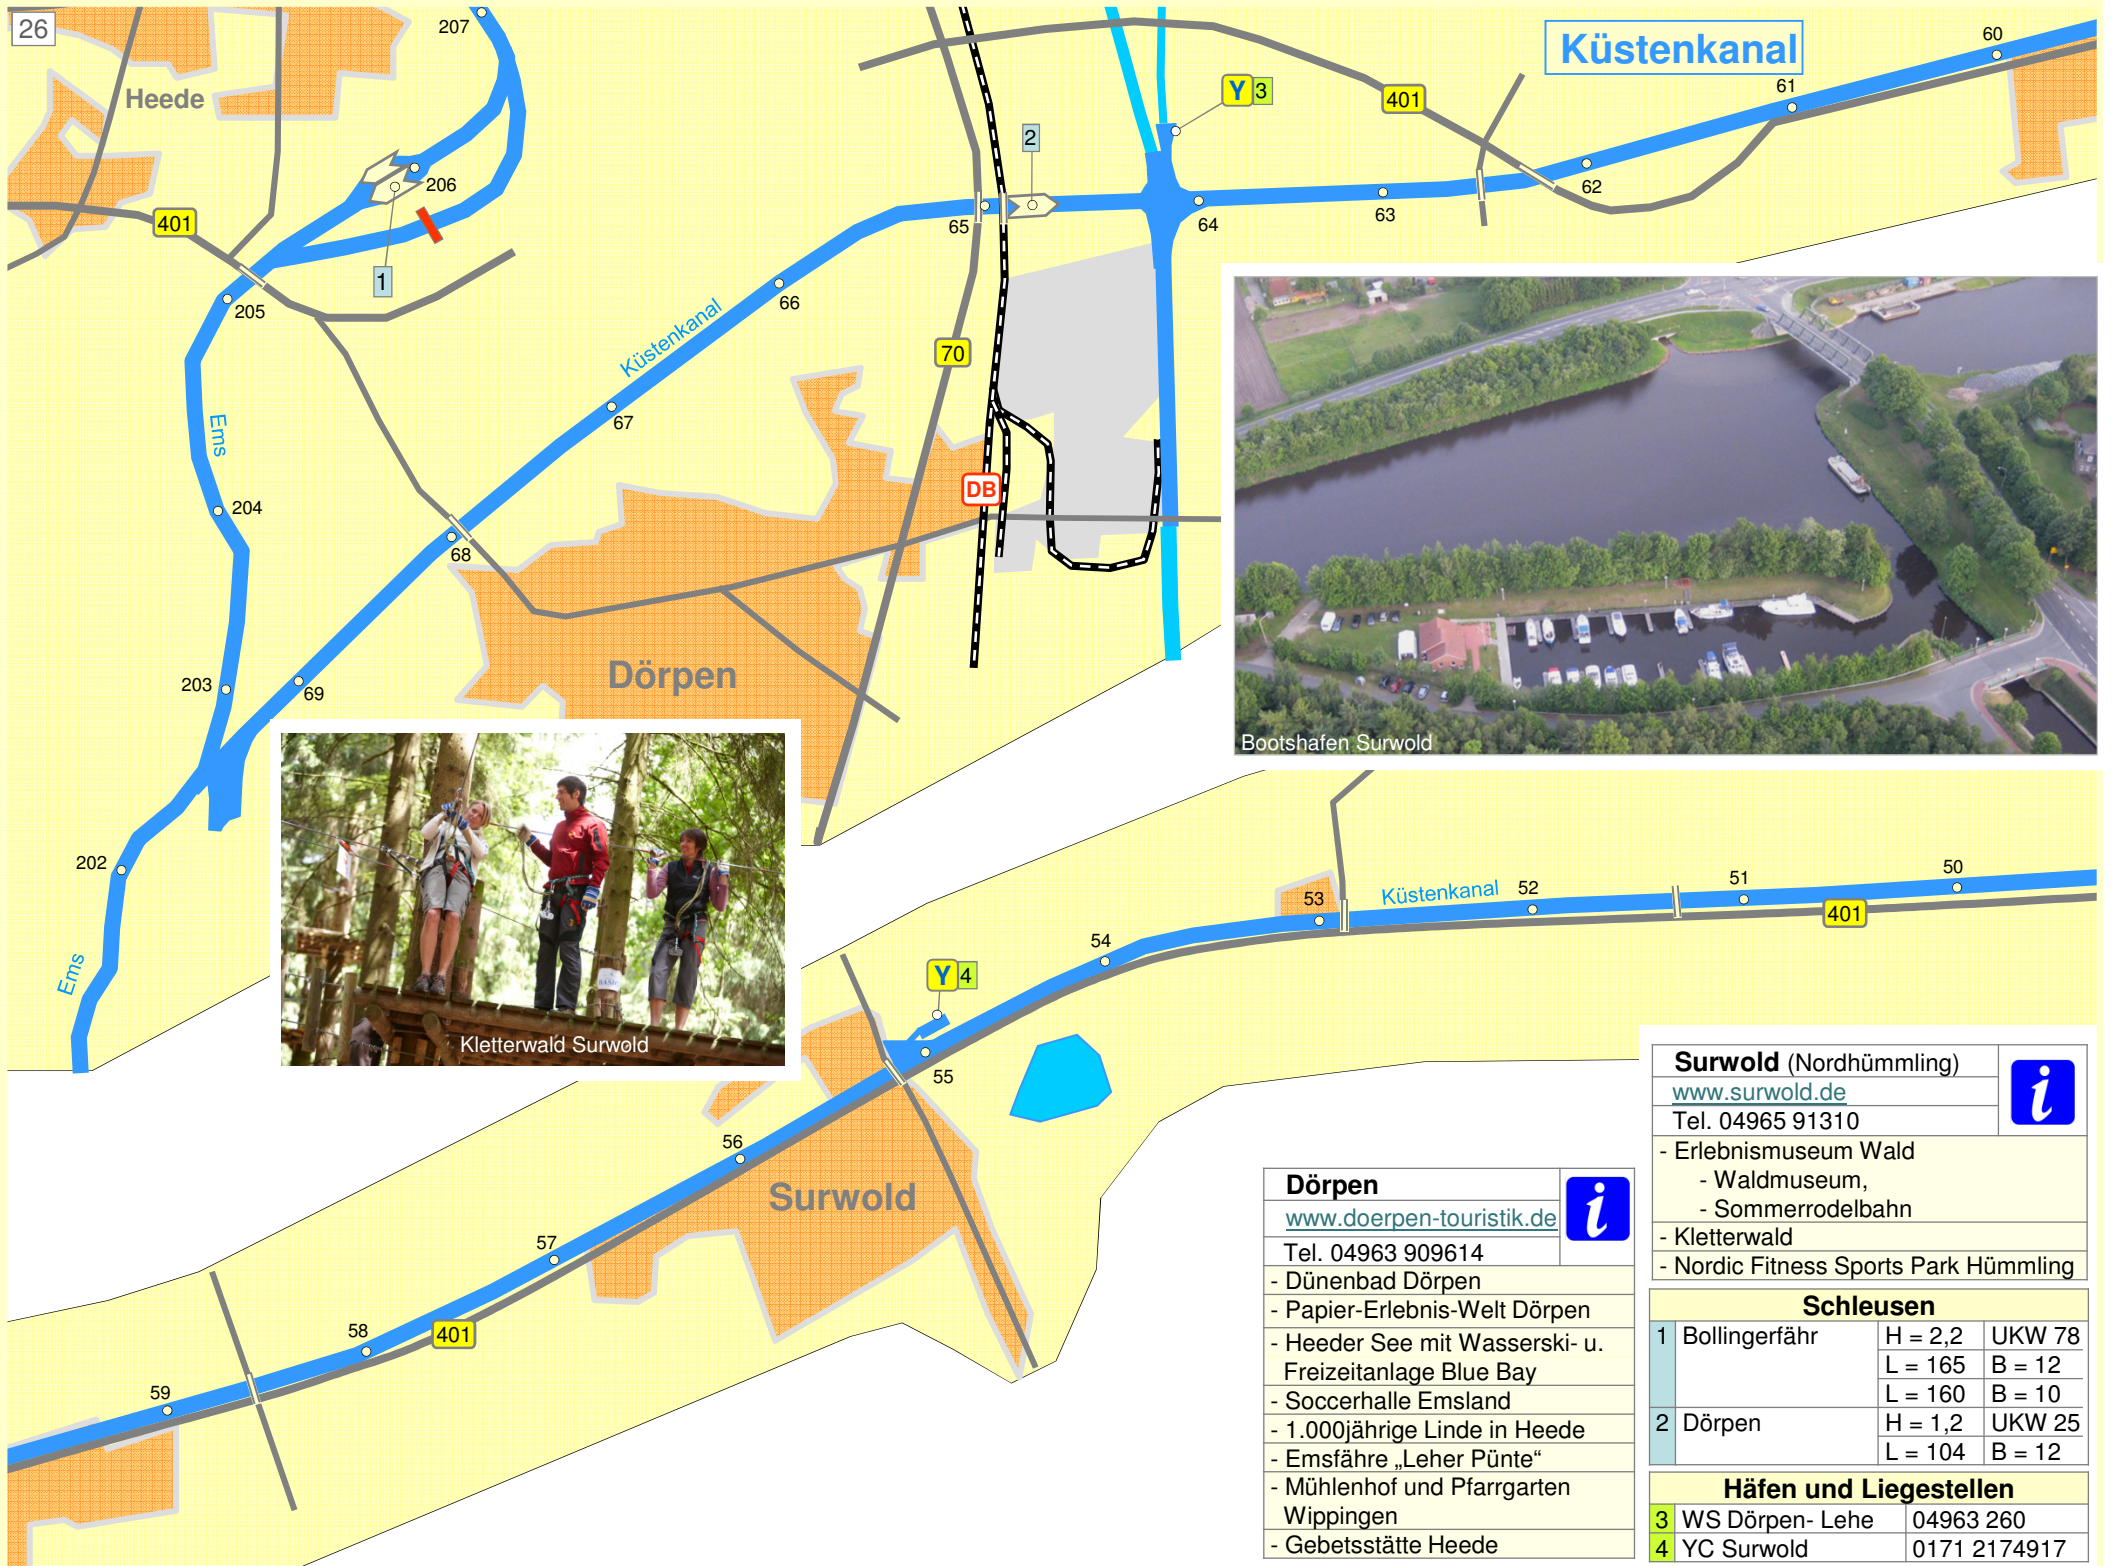 26
207
Küstenkanal
60
Heede
Y 3
401
61
2
206
62
401
65
64
63
1
205
66
Küstenkanal
70
Ems
67
DB
204
68
Dörpen
203
69
Bootshafen Surwold
202
Ems
Kletterwald Surwold
BASIC
53
Küstenkanal
52
51
50
401
54
Y 4
55
56
Surwold
57
58
401
59
Surwold (Nordhümmling)
www.surwold.de
Tel. 04965 91310
i
- Erlebnismuseum Wald
- Waldmuseum,
- Sommerrodelbahn
- Kletterwald
- Nordic Fitness Sports Park Hümmling
Dörpen
www.doerpen-touristik.de
Tel. 04963 909614
i
- Dünenbad Dörpen
- Papier-Erlebnis-Welt Dörpen
- Heeder See mit Wasserski- u.
Freizeitanlage Blue Bay
- Soccerhalle Emsland
- 1.000jährige Linde in Heede
- Emsfähre „Leher Pünte“
- Mühlenhof und Pfarrgarten
Wippingen
- Gebetsstätte Heede
Schleusen
1 Bollingerfähr H = 2,2 UKW 78
L = 165 B = 12
L = 160 B = 10
2 Dörpen H = 1,2 UKW 25
L = 104 B = 12
Häfen und Liegestellen
3 WS Dörpen- Lehe 04963 260
4 YC Surwold 0171 2174917